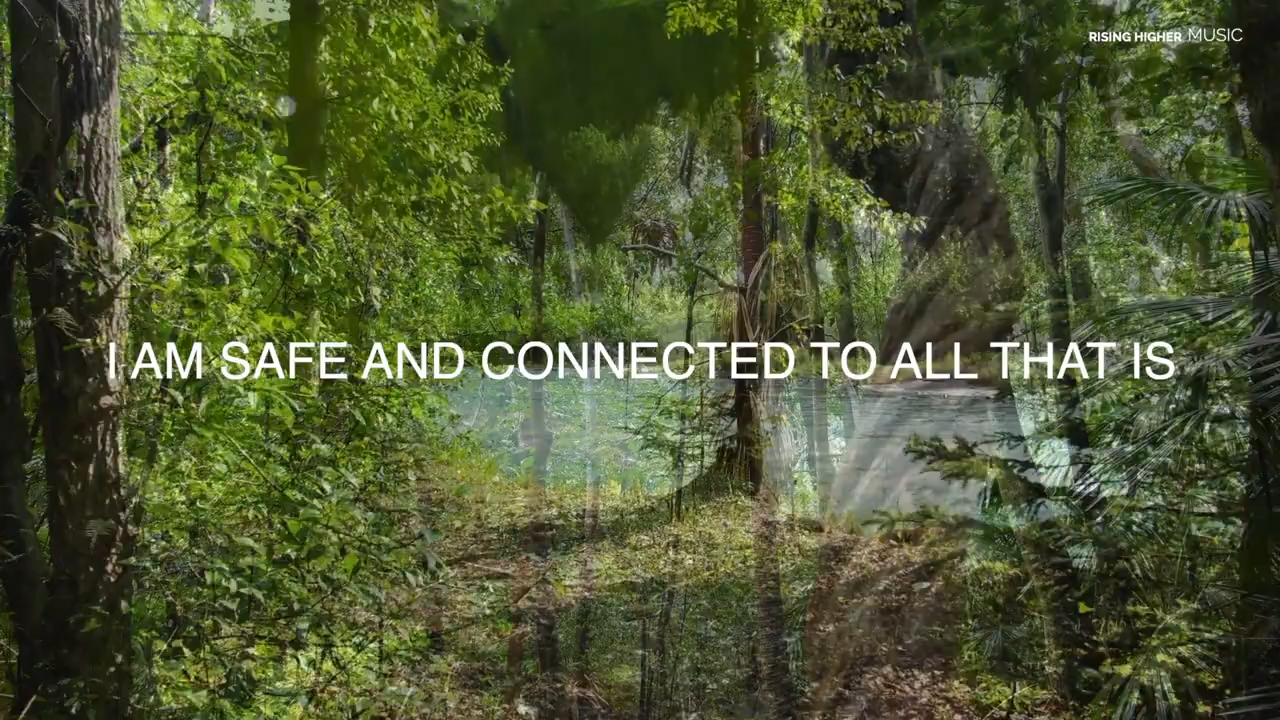 RISING HIGHER MUSIC
I AM SAFE AND CONNECTED TO ALL THAT IS